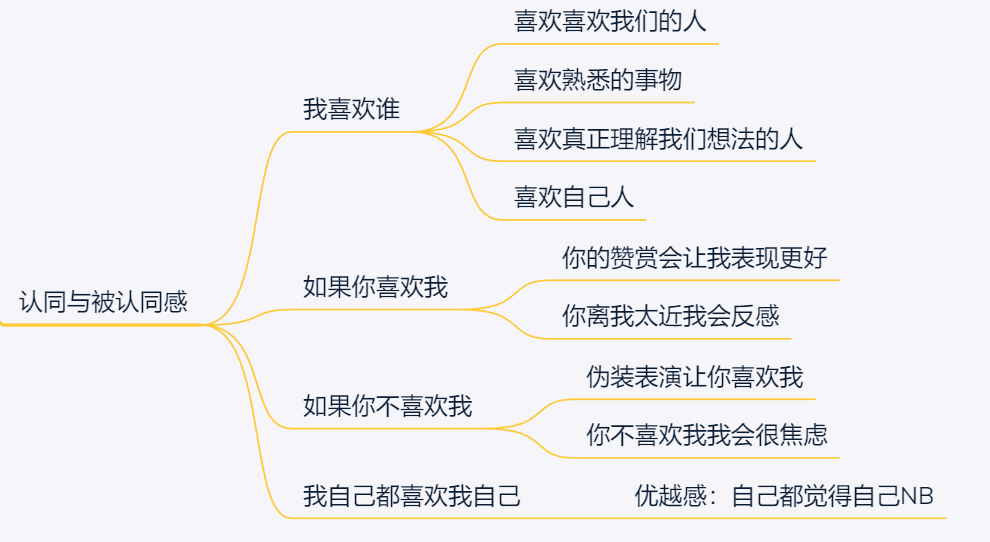 认同与被认同感
我喜欢谁
喜欢喜欢我们的人
喜欢熟悉的事物
喜欢真正理解我们想法的人
喜欢自己人
如果你喜欢我
你的赞赏会让我表现更好
你离我太近我会反感
如果你不喜欢我
伪装表演让你喜欢我
你不喜欢我我会很焦虑
我自己都喜欢我自己
优越感：自己都觉得自己NB